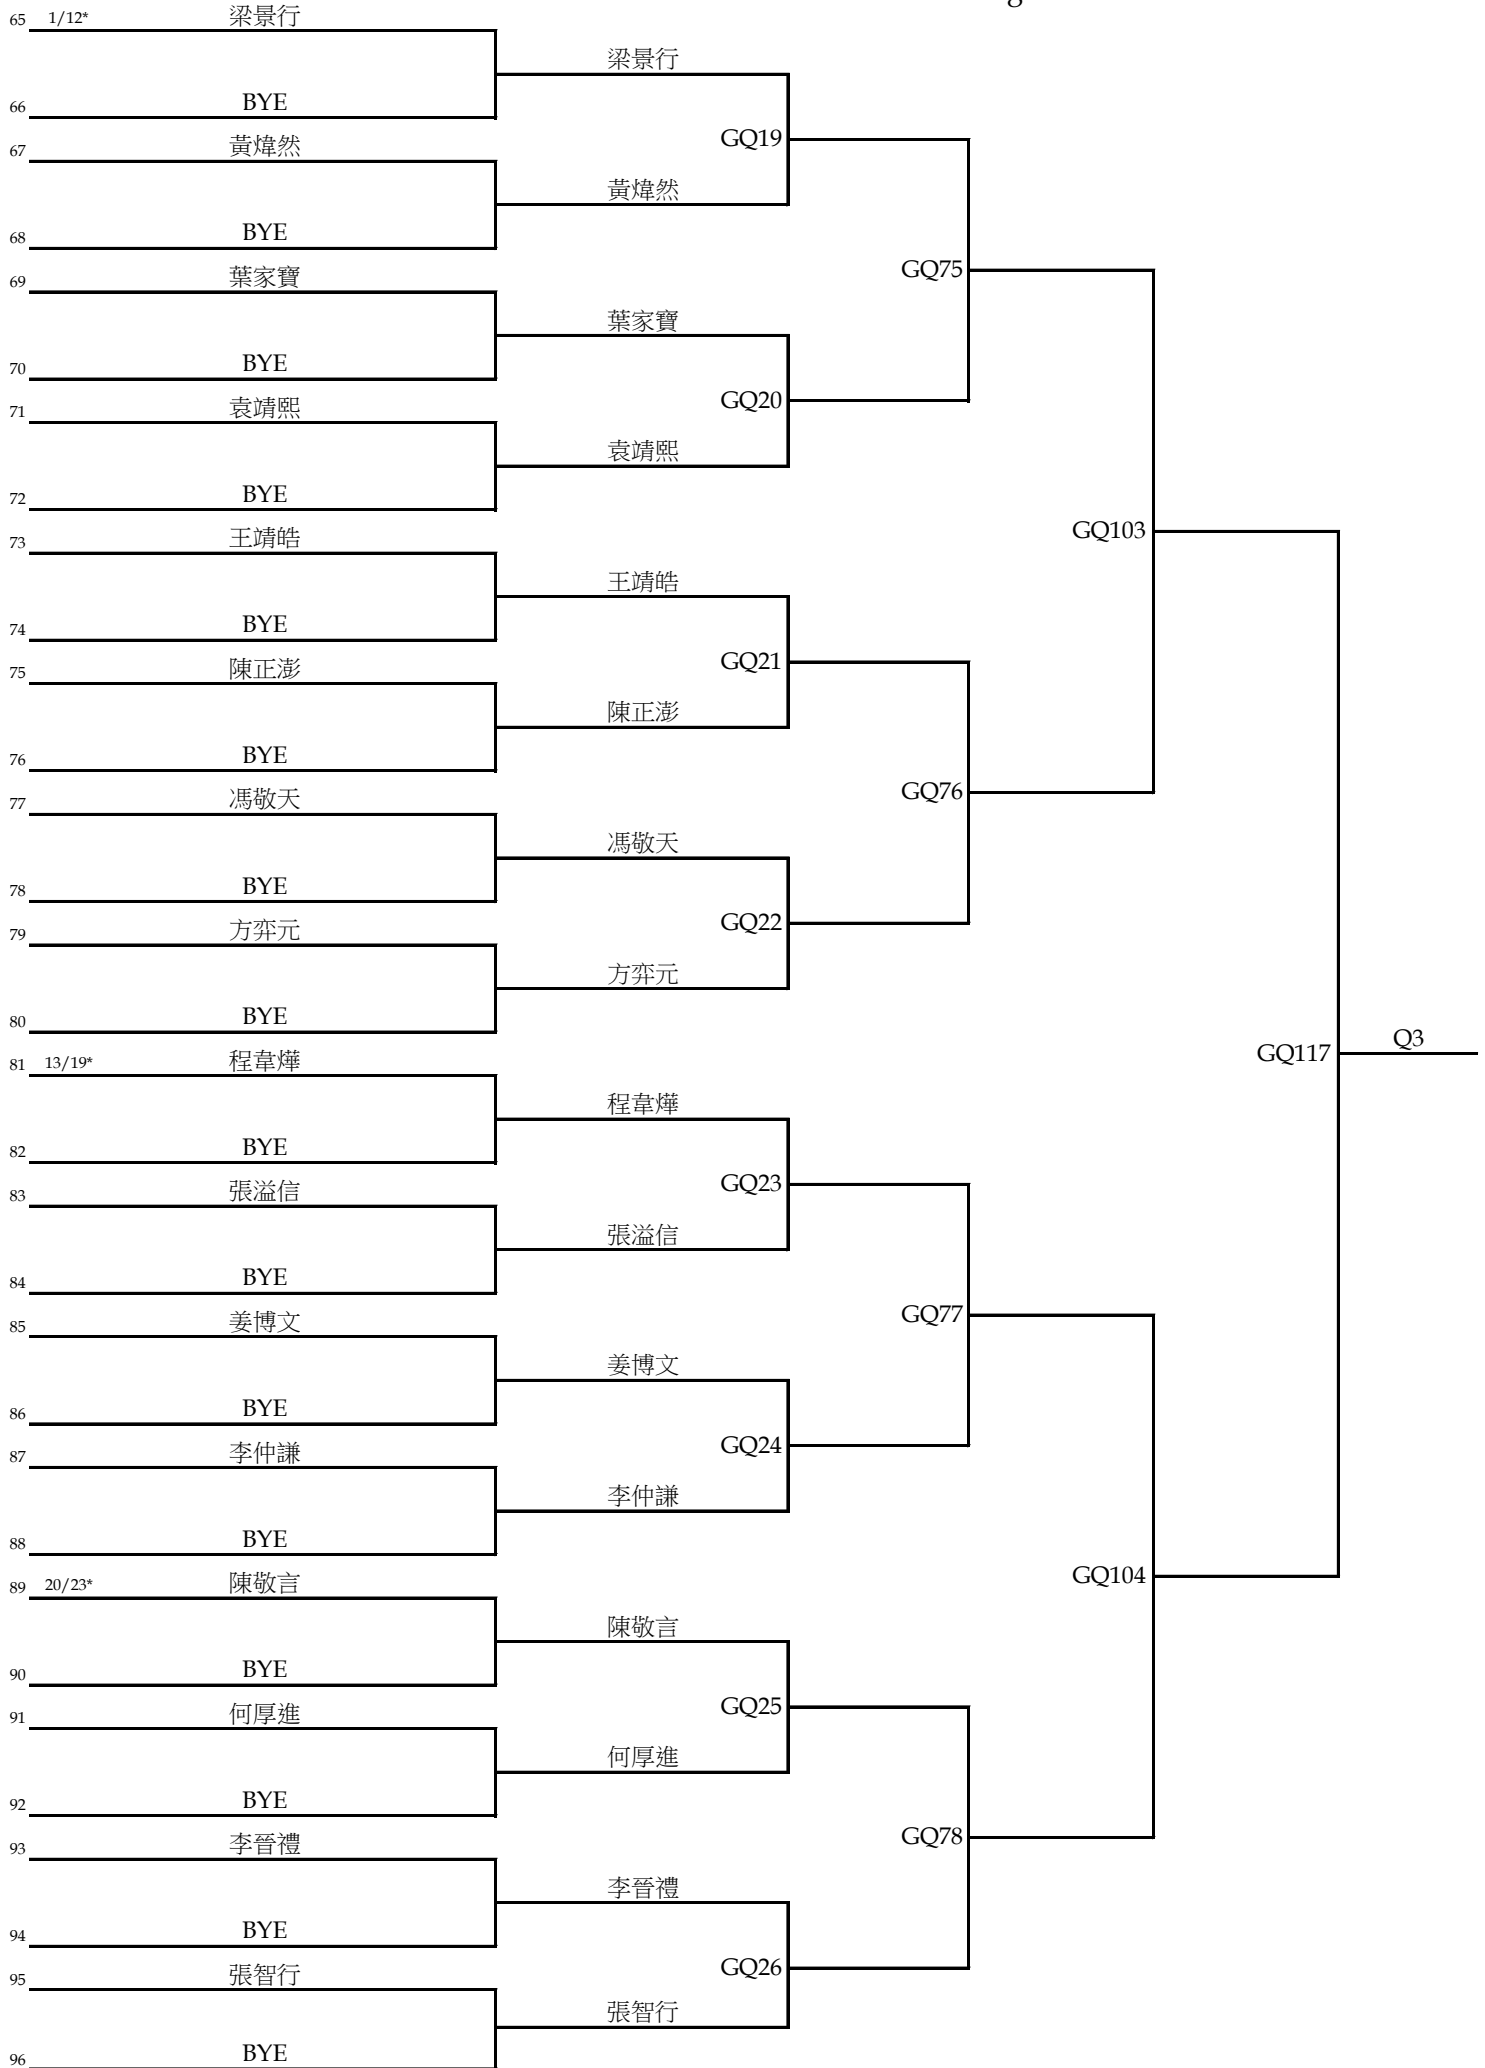 65 1/12* 梁景行
梁景行
66 BYE
GQ19
67 黃煒然
黃煒然
68 BYE
GQ75
69 葉家寶
葉家寶
70 BYE
GQ20
71 袁靖熙
袁靖熙
72 BYE
GQ103
73 王靖皓
王靖皓
74 BYE
GQ21
75 陳正澎
陳正澎
76 BYE
GQ76
77 馮敬天
馮敬天
78 BYE
GQ22
79 方弈元
方弈元
80 BYE
GQ117 Q3
81 13/19* 程韋燁
程韋燁
82 BYE
GQ23
83 張溢信
張溢信
84 BYE
GQ77
85 姜博文
姜博文
86 BYE
GQ24
87 李仲謙
李仲謙
88 BYE
GQ104
89 20/23* 陳敬言
陳敬言
90 BYE
GQ25
91 何厚進
何厚進
92 BYE
GQ78
93 李晉禮
李晉禮
94 BYE
GQ26
95 張智行
張智行
96 BYE